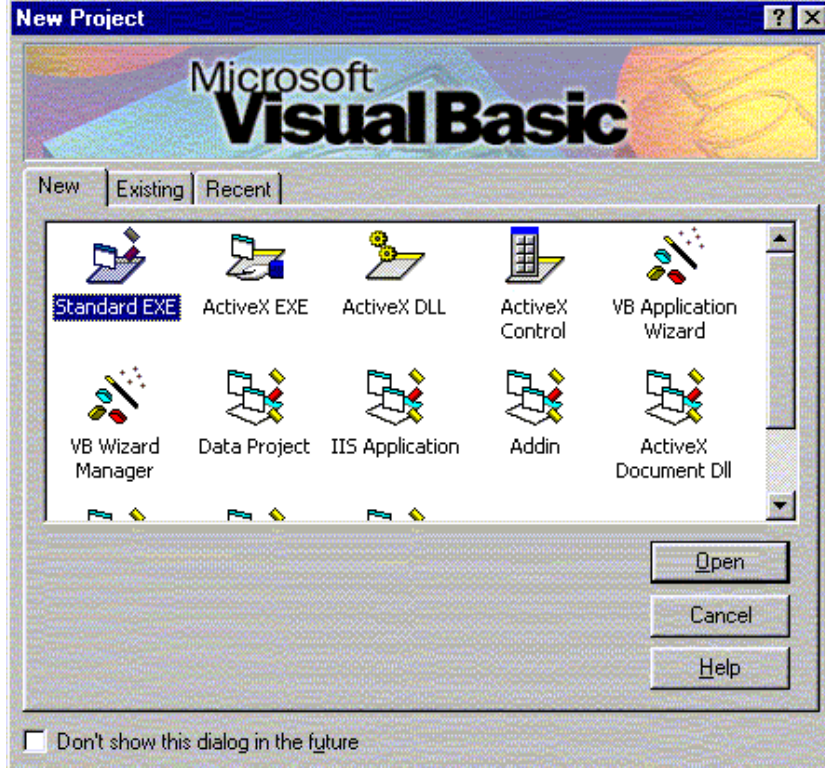 New Project
Microsoft
Visual Basic
New Existing Recent
Standard EXE ActiveX EXE ActiveX DLL ActiveX Control VB Application Wizard
VB Wizard Manager Data Project IIS Application Addin ActiveX Document Dll
Open
Cancel
Help
Don't show this dialog in the future